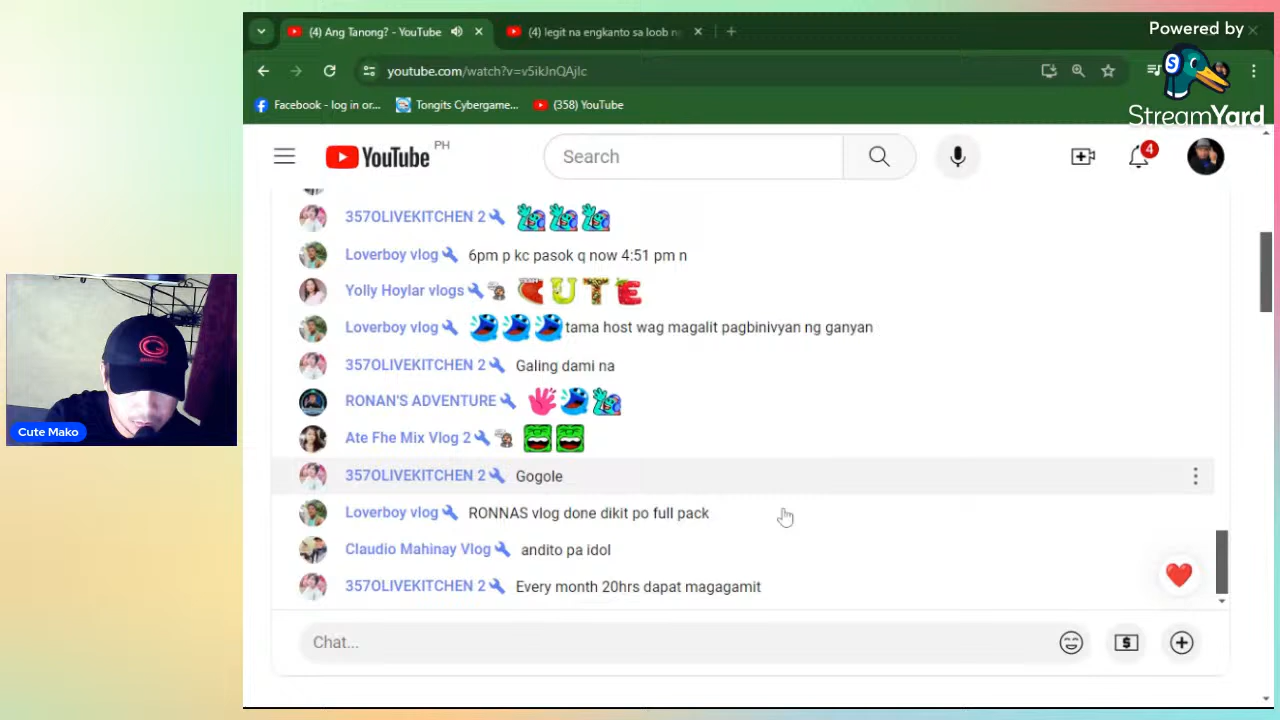 Powered by
StreamYard
(4) Ang Tanong? - YouTube
(4) legit na engkanto sa loob n
youtube.com/watch?v=v5ikJnQAjlc
Facebook - log in or...
Tongits Cybergame...
(358) YouTube
YouTube PH
Search
4
357OLIVEKITCHEN 2
Loverboy vlog 6pm p kc pasok q now 4:51 pm n
Yolly Hoylar vlogs CUTE
Loverboy vlog tama host wag magalit pagbinivyan ng ganyan
357OLIVEKITCHEN 2 Galing dami na
RONAN'S ADVENTURE
Ate Fhe Mix Vlog 2
357OLIVEKITCHEN 2 Gogole
Loverboy vlog RONNAS vlog done dikit po full pack
Claudio Mahinay Vlog andito pa idol
357OLIVEKITCHEN 2 Every month 20hrs dapat magagamit
Chat...
Cute Mako